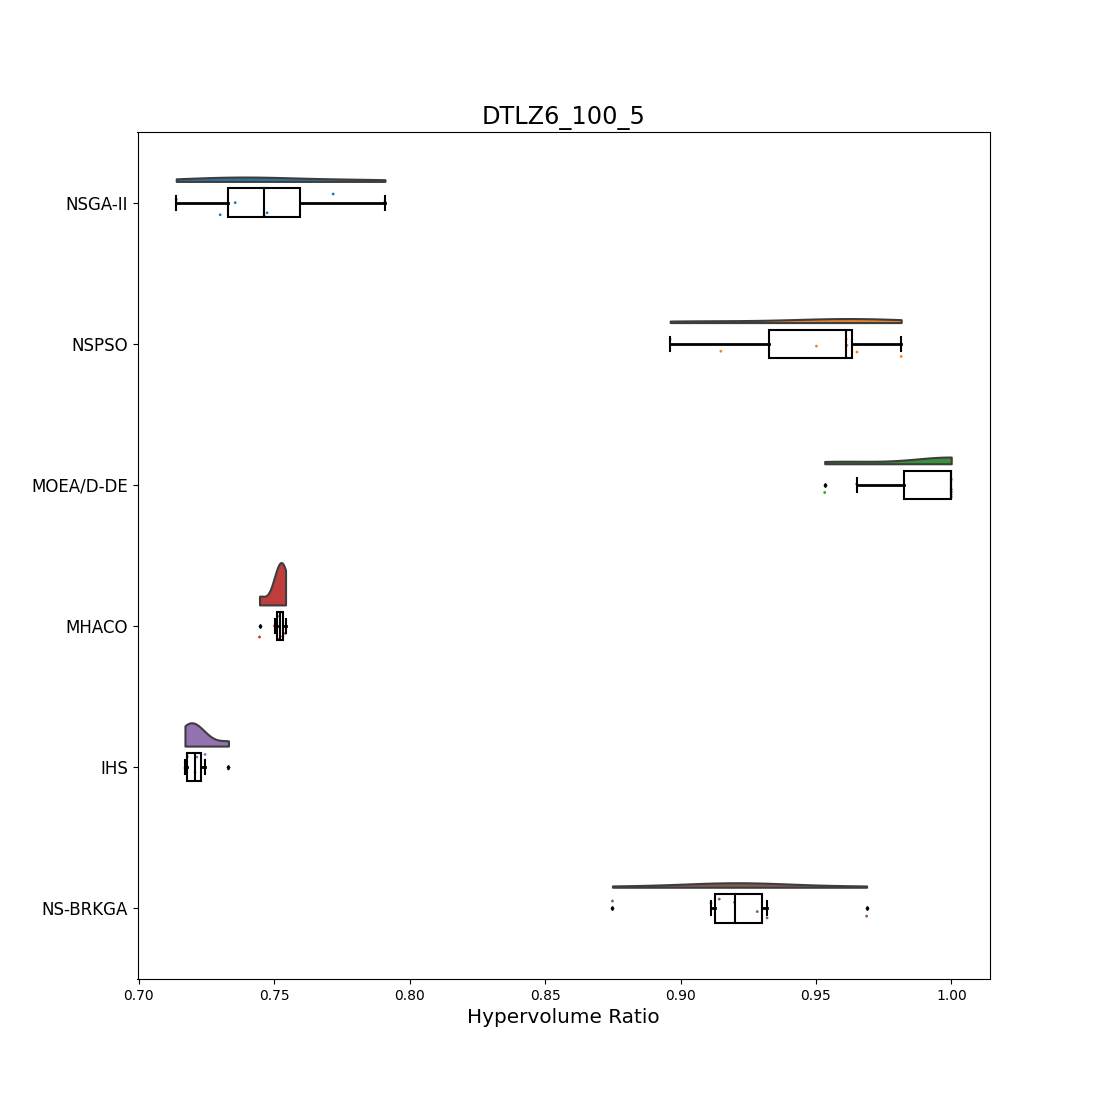 DTLZ6_100_5
NSGA-II
NSPSO
MOEA/D-DE
MHACO
IHS
NS-BRKGA
0.70 0.75 0.80 0.85 0.90 0.95 1.00
Hypervolume Ratio